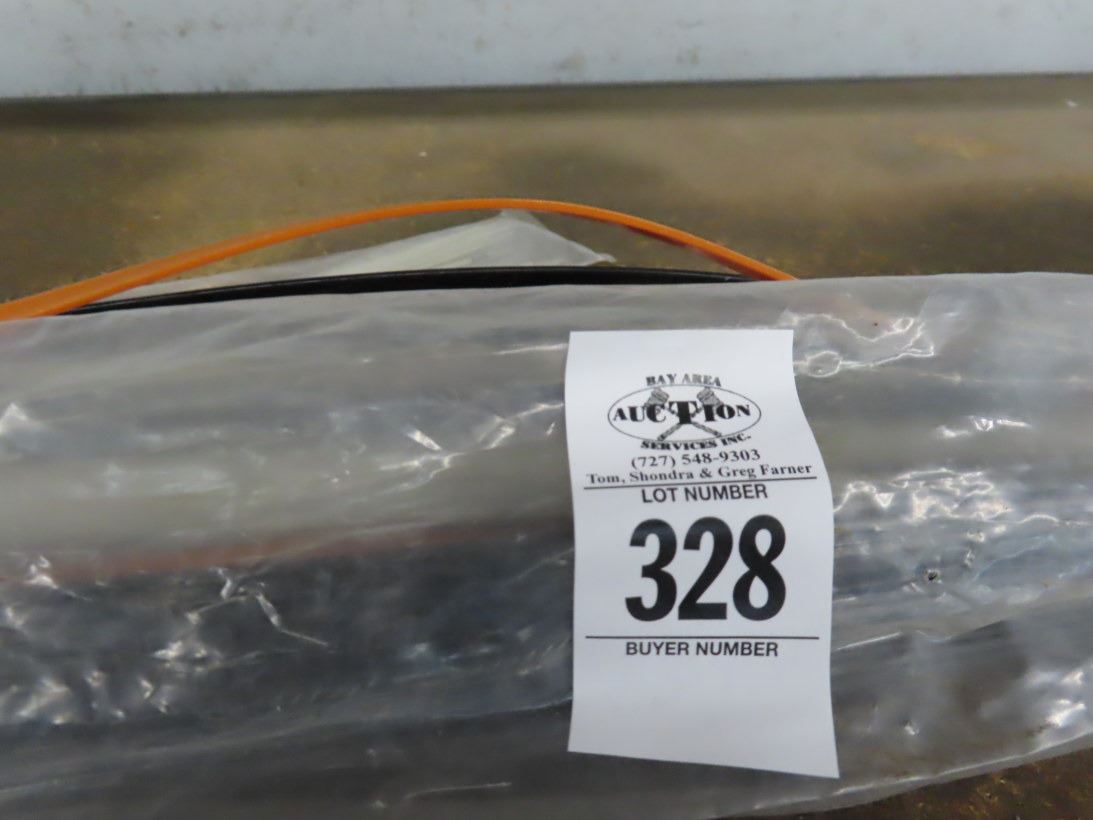 BAY AREA
AUCTION
SERVICES INC.
(727) 548-9303
Tom, Shondra & Greg Farner
LOT NUMBER
328
BUYER NUMBER